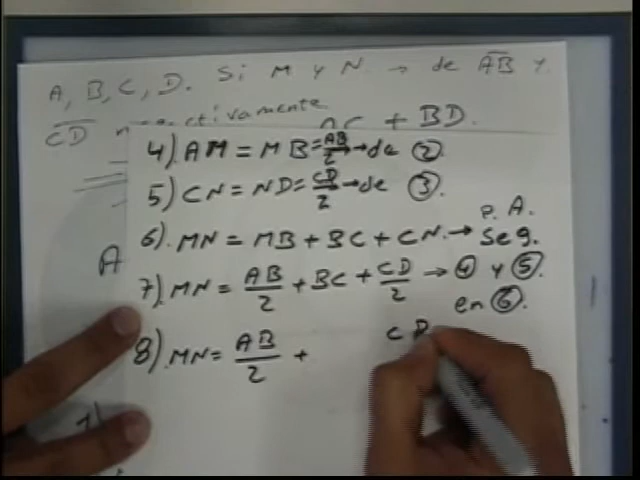 A, B, C, D. Si M y N → de A̅B̅ y
C̅D̅ + BD.
4) AM = MB = AB/2 → de ②
5) CN = ND = CD/2 → de ③.
6) MN = MB + BC + CN. → P. A. Seg.
A
7) MN = AB/2 + BC + CD/2 → ④ y ⑤.
en ⑥.
8) MN = AB/2 + CD